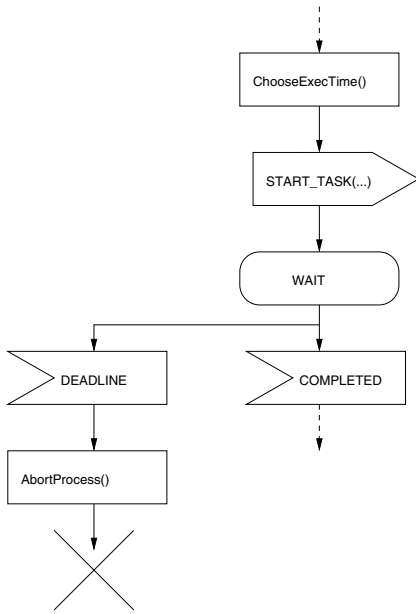 ChooseExecTime()
START_TASK(...)
WAIT
DEADLINE
COMPLETED
AbortProcess()